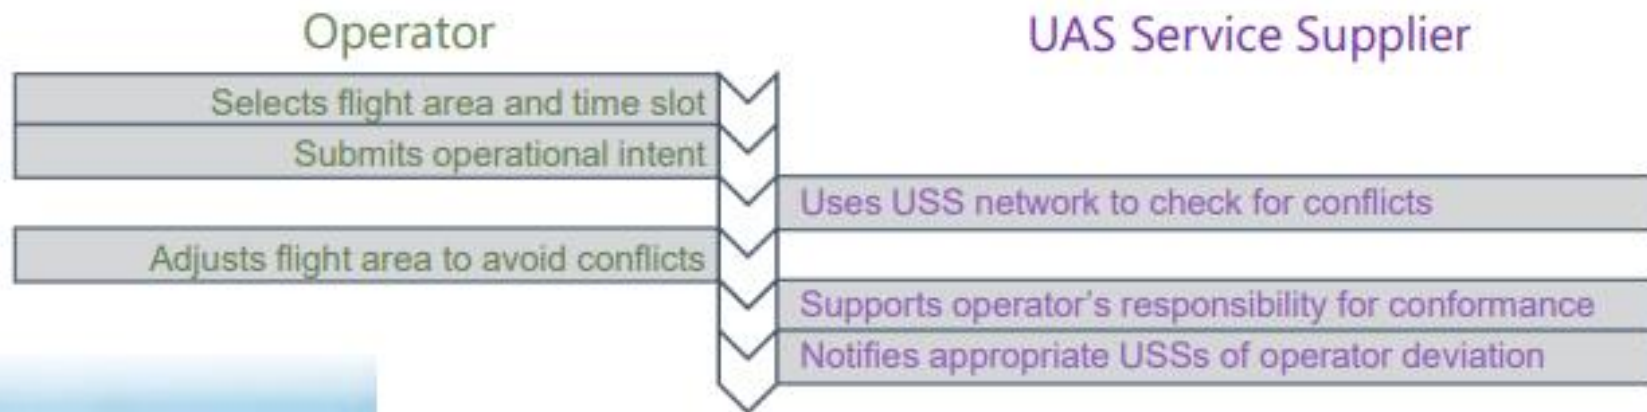 Operator
UAS Service Supplier
Selects flight area and time slot
Submits operational intent
Uses USS network to check for conflicts
Adjusts flight area to avoid conflicts
Supports operator's responsibility for conformance
Notifies appropriate USSs of operator deviation